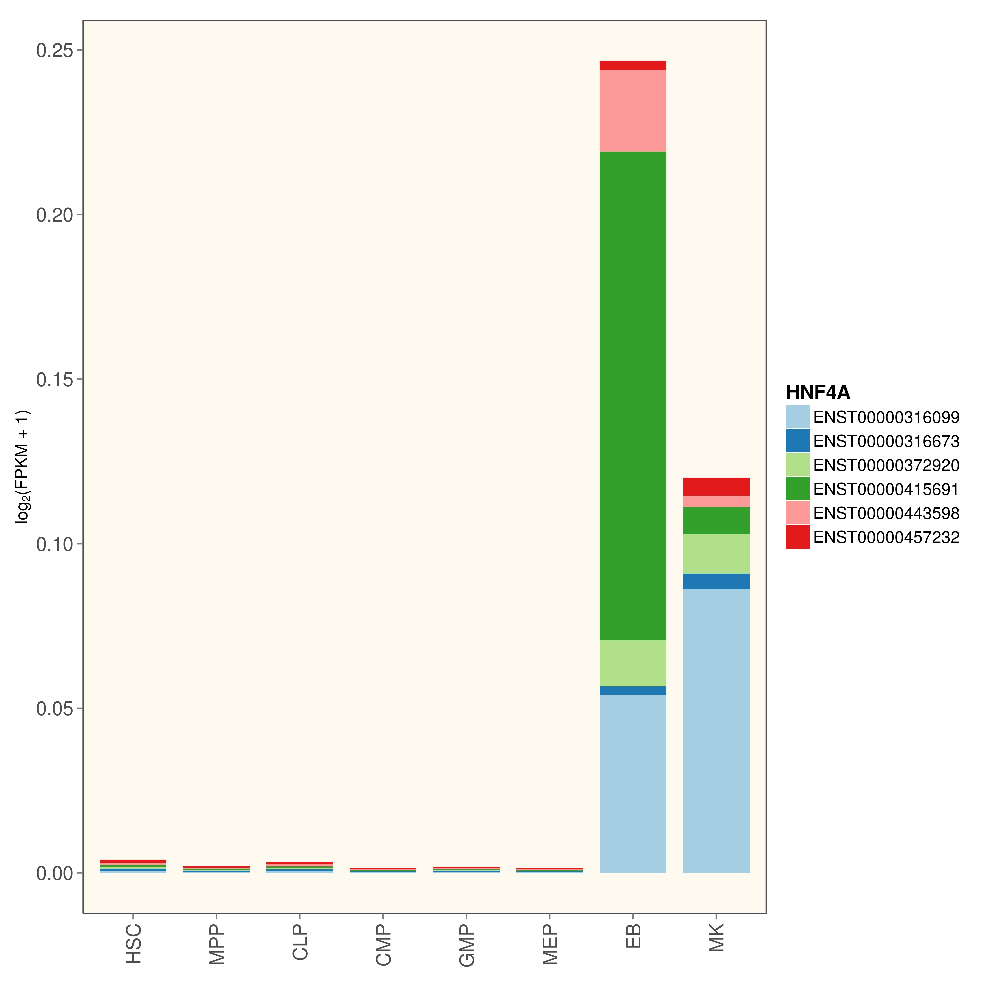 0.25
0.20
0.15
0.10
0.05
0.00
log2(FPKM + 1)
HSC
MPP
CLP
CMP
GMP
MEP
EB
MK
HNF4A
ENST00000316099
ENST00000316673
ENST00000372920
ENST00000415691
ENST00000443598
ENST00000457232